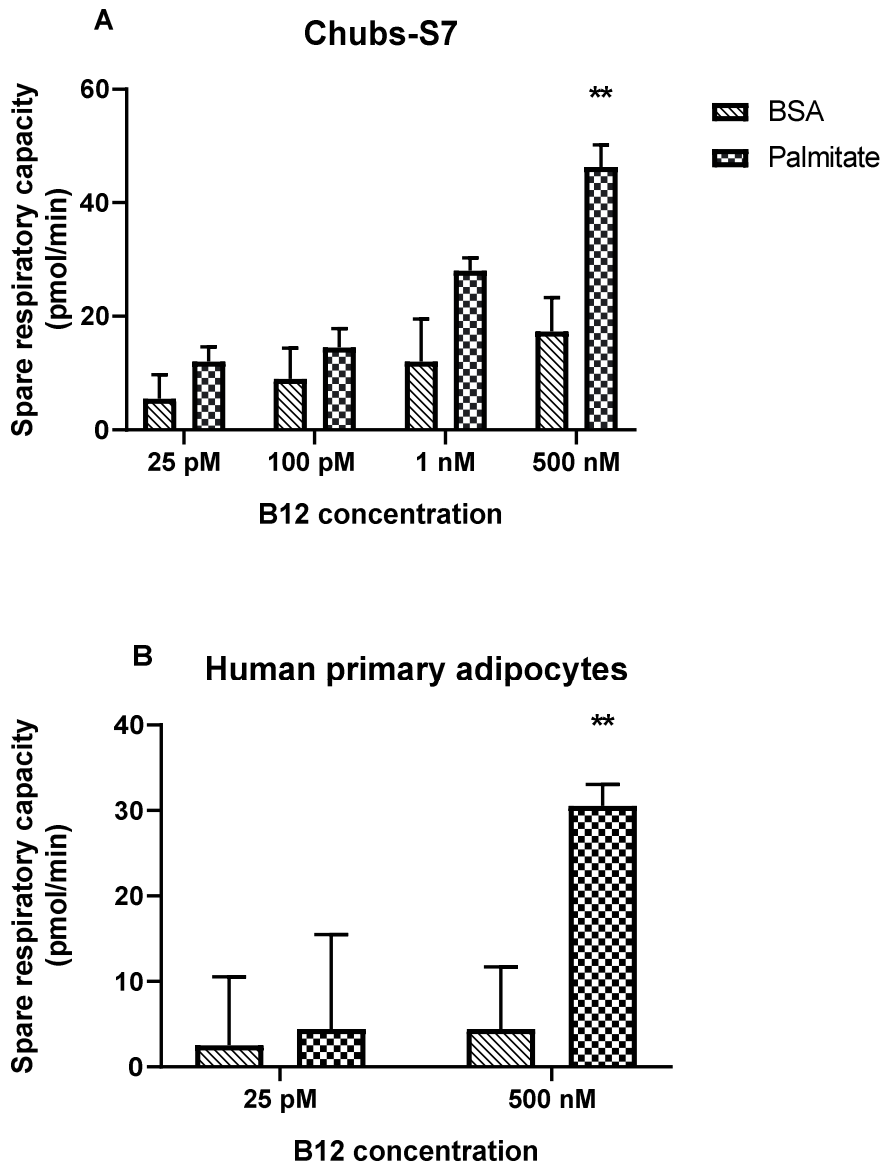 A
Chubs-S7
Spare respiratory capacity
(pmol/min)
60
40
20
0
**
BSA
Palmitate
25 pM 100 pM 1 nM 500 nM
B12 concentration
B
Human primary adipocytes
Spare respiratory capacity
(pmol/min)
40
30
20
10
0
**
25 pM 500 nM
B12 concentration